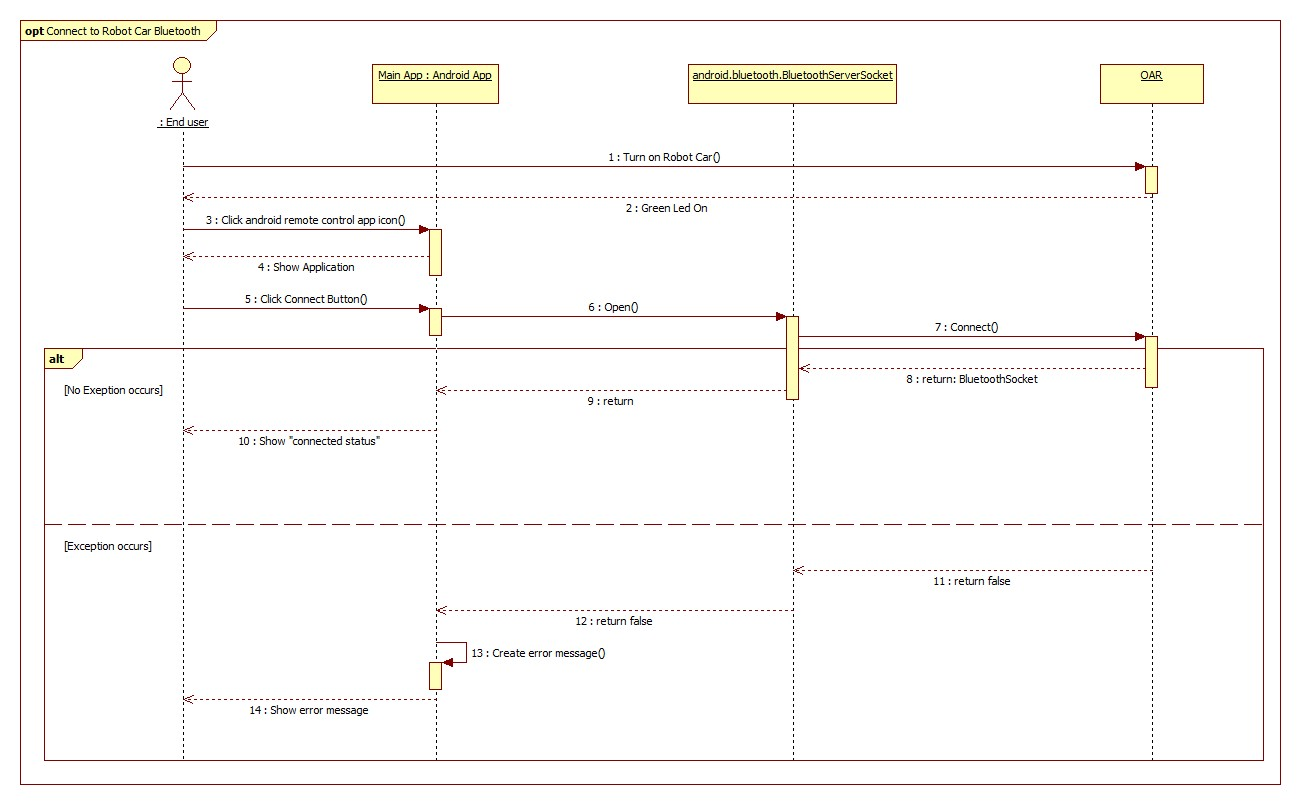 opt Connect to Robot Car Bluetooth
: End user
Main App : Android App
android.bluetooth.BluetoothServerSocket
OAR
1 : Turn on Robot Car()
2 : Green Led On
3 : Click android remote control app icon()
4 : Show Application
5 : Click Connect Button()
6 : Open()
7 : Connect()
alt
[No Exeption occurs]
8 : return: BluetoothSocket
9 : return
10 : Show "connected status"
[Exception occurs]
11 : return false
12 : return false
13 : Create error message()
14 : Show error message